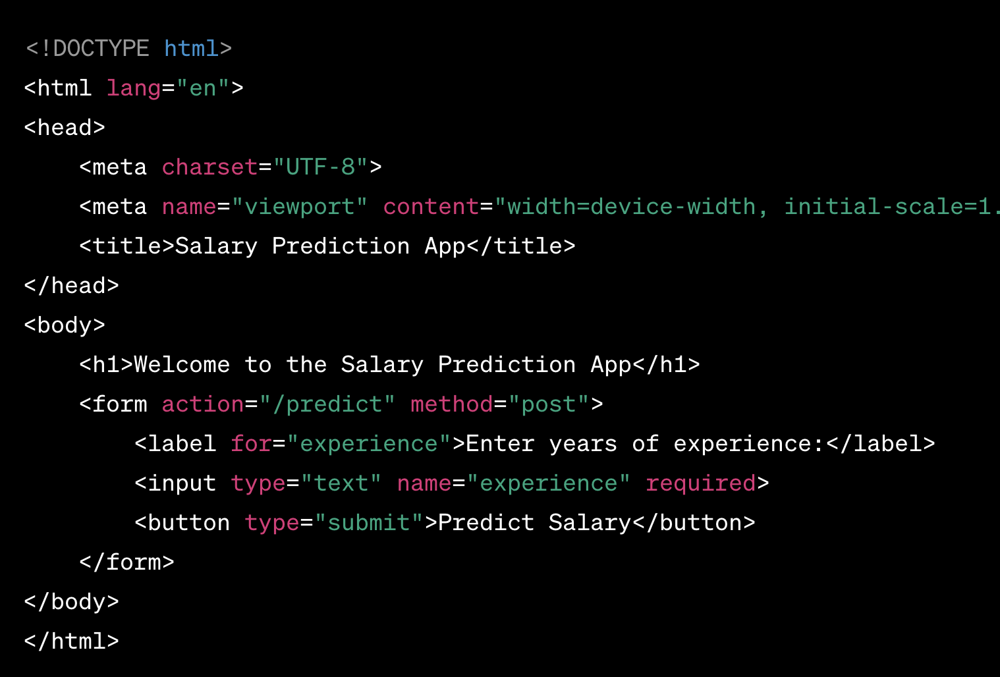 <!DOCTYPE html>
<html lang="en">
<head>
    <meta charset="UTF-8">
    <meta name="viewport" content="width=device-width, initial-scale=1.
    <title>Salary Prediction App</title>
</head>
<body>
    <h1>Welcome to the Salary Prediction App</h1>
    <form action="/predict" method="post">
        <label for="experience">Enter years of experience:</label>
        <input type="text" name="experience" required>
        <button type="submit">Predict Salary</button>
    </form>
</body>
</html>